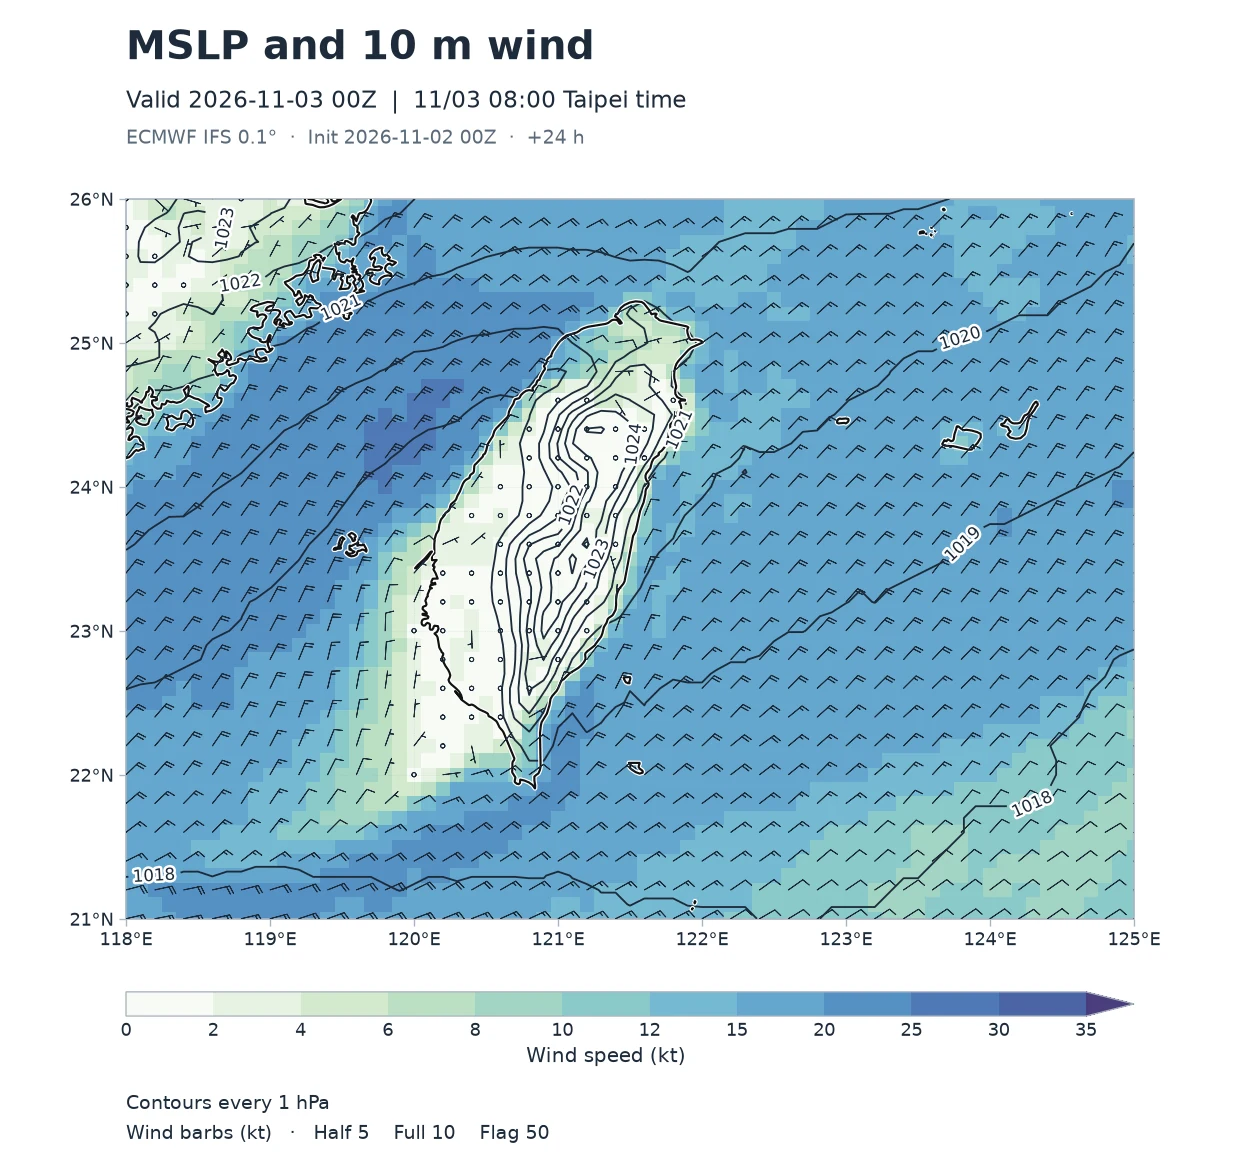 MSLP and 10 m wind
Valid 2026-11-03 00Z | 11/03 08:00 Taipei time
ECMWF IFS 0.1° · Init 2026-11-02 00Z · +24 h
26°N
1023
1022
1021
25°N
1020
1021
1024
24°N
1022
1019
1023
23°N
22°N
1018
1018
21°N
118°E 119°E 120°E 121°E 122°E 123°E 124°E 125°E
0 2 4 6 8 10 12 15 20 25 30 35
Wind speed (kt)
Contours every 1 hPa
Wind barbs (kt) · Half 5 Full 10 Flag 50